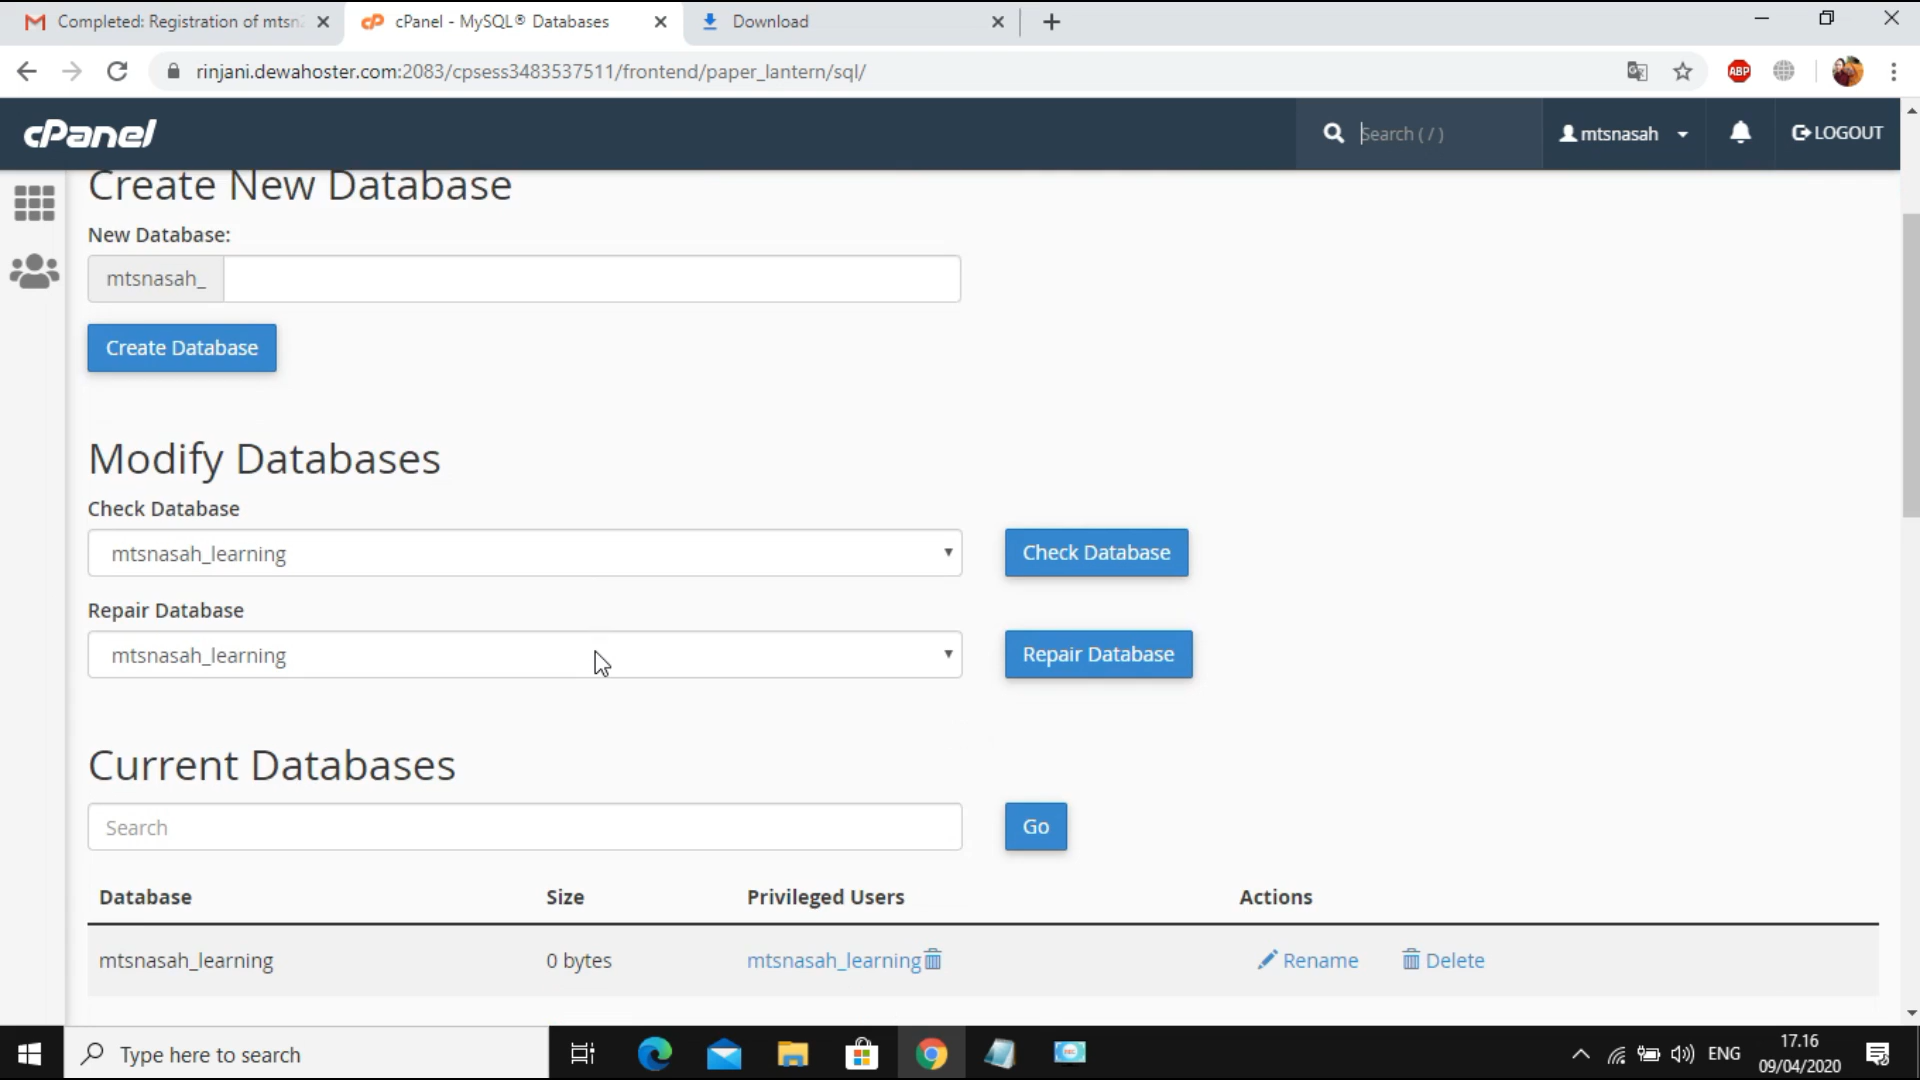 Completed: Registration of mtsn2
cPanel - MySQL® Databases
Download
rinjani.dewahoster.com:2083/cpsess3483537511/frontend/paper_lantern/sql/
ABP
cPanel
Search ( / )
mtsnasah
LOGOUT
Create New Database
New Database:
mtsnasah_
Create Database
Modify Databases
Check Database
mtsnasah_learning
Check Database
Repair Database
mtsnasah_learning
Repair Database
Current Databases
Search
Go
Database Size Privileged Users Actions
mtsnasah_learning 0 bytes mtsnasah_learning Rename Delete
Type here to search
ENG
17.16
09/04/2020